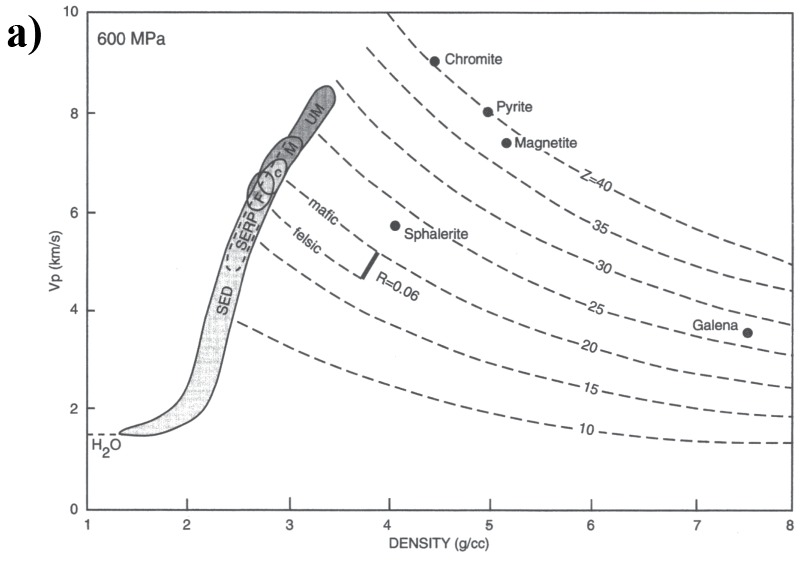 a)
600 MPa
10
8
6
4
2
0
Vp (km/s)
H2O
1
2
3
4
5
6
7
8
DENSITY (g/cc)
Chromite
Pyrite
Magnetite
Z=40
35
30
25
20
15
10
Sphalerite
Galena
mafic
felsic
R=0.06
UM
M
C
F
SERP
SED